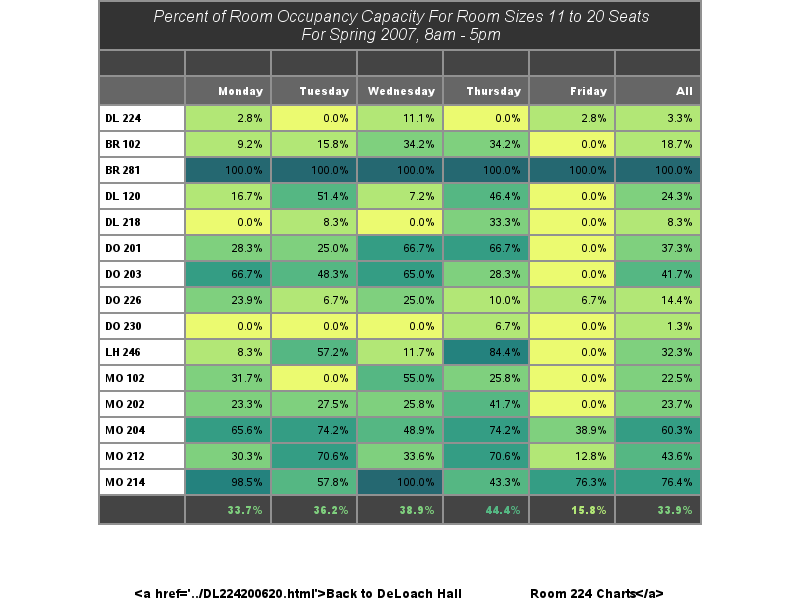 Percent of Room Occupancy Capacity For Room Sizes 11 to 20 Seats
For Spring 2007, 8am - 5pm
Monday Tuesday Wednesday Thursday Friday All
DL 224 2.8% 0.0% 11.1% 0.0% 2.8% 3.3%
BR 102 9.2% 15.8% 34.2% 34.2% 0.0% 18.7%
BR 281 100.0% 100.0% 100.0% 100.0% 100.0% 100.0%
DL 120 16.7% 51.4% 7.2% 46.4% 0.0% 24.3%
DL 218 0.0% 8.3% 0.0% 33.3% 0.0% 8.3%
DO 201 28.3% 25.0% 66.7% 66.7% 0.0% 37.3%
DO 203 66.7% 48.3% 65.0% 28.3% 0.0% 41.7%
DO 226 23.9% 6.7% 25.0% 10.0% 6.7% 14.4%
DO 230 0.0% 0.0% 0.0% 6.7% 0.0% 1.3%
LH 246 8.3% 57.2% 11.7% 84.4% 0.0% 32.3%
MO 102 31.7% 0.0% 55.0% 25.8% 0.0% 22.5%
MO 202 23.3% 27.5% 25.8% 41.7% 0.0% 23.7%
MO 204 65.6% 74.2% 48.9% 74.2% 38.9% 60.3%
MO 212 30.3% 70.6% 33.6% 70.6% 12.8% 43.6%
MO 214 98.5% 57.8% 100.0% 43.3% 76.3% 76.4%
33.7% 36.2% 38.9% 44.4% 15.8% 33.9%
<a href='../DL224200620.html'>Back to DeLoach Hall Room 224 Charts</a>